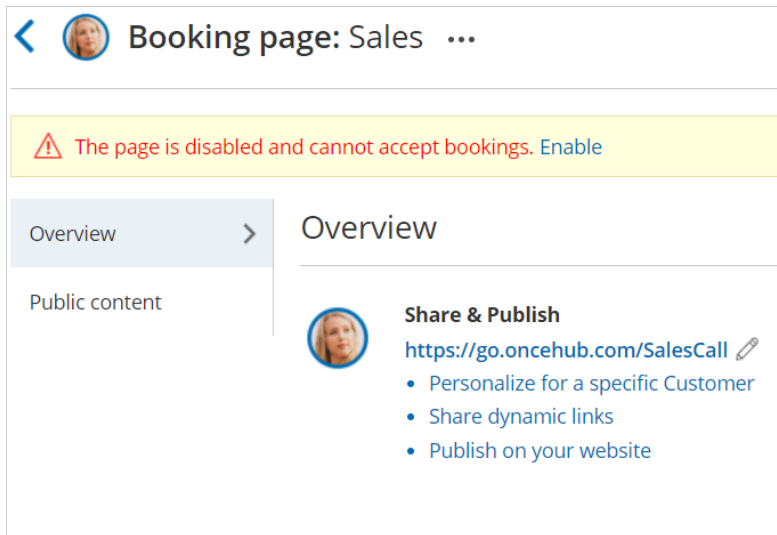 Booking page: Sales ...
The page is disabled and cannot accept bookings. Enable
Overview
Public content
Overview
Share & Publish
https://go.oncehub.com/SalesCall
• Personalize for a specific Customer
• Share dynamic links
• Publish on your website